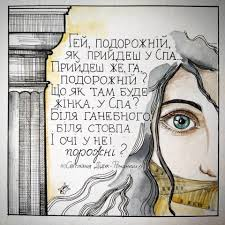 Гей, подорожній,
як прийдеш у Спа...
Прийдеш же, га,
подорожній?
Що як там буде
жінка, у Спа?
Біля ганебного
біля стовпа
І очі у неї
порожні?